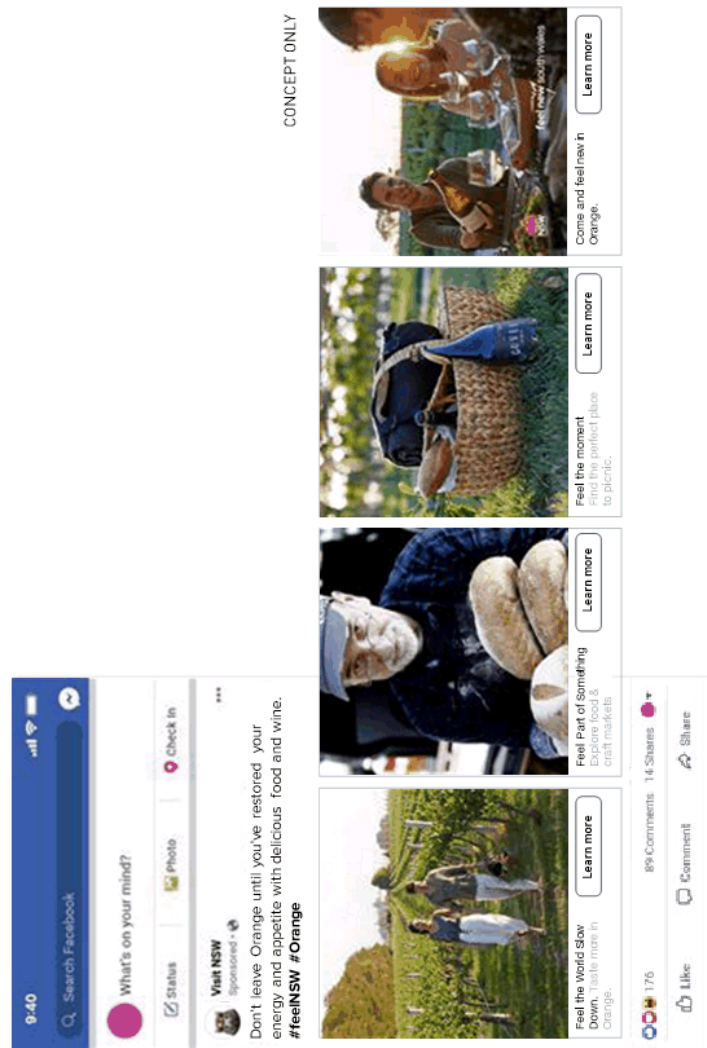 CONCEPT ONLY
9:40
Search Facebook
What's on your mind?
Status
Photo
Check In
Visit NSW
Sponsored
Don't leave Orange until you've restored your
energy and appetite with delicious food and wine.
#feelNSW #Orange
Feel the World Slow
Down. Taste more in
Orange.
Learn more
Feel Part of Something
Explore food &
craft markets
Learn more
Feel the moment
Find the perfect place
to picnic.
Learn more
NSW
feel new south wales
Come and feel new in
Orange.
Learn more
176
89 Comments
14 Shares
Like
Comment
Share